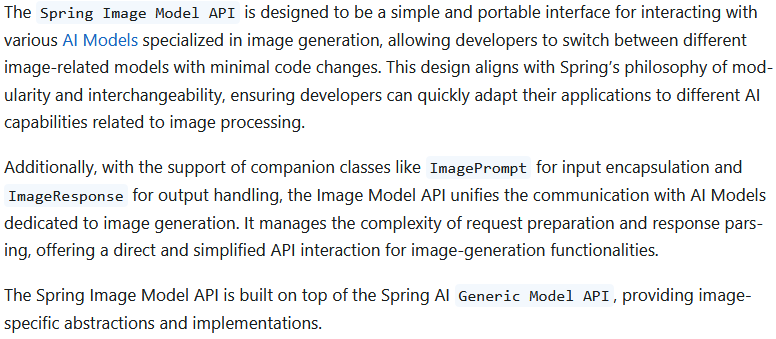 The Spring Image Model API is designed to be a simple and portable interface for interacting with
various AI Models specialized in image generation, allowing developers to switch between different
image-related models with minimal code changes. This design aligns with Spring’s philosophy of mod-
ularity and interchangeability, ensuring developers can quickly adapt their applications to different AI
capabilities related to image processing.
Additionally, with the support of companion classes like ImagePrompt for input encapsulation and
ImageResponse for output handling, the Image Model API unifies the communication with AI Models
dedicated to image generation. It manages the complexity of request preparation and response pars-
ing, offering a direct and simplified API interaction for image-generation functionalities.
The Spring Image Model API is built on top of the Spring AI Generic Model API, providing image-
specific abstractions and implementations.